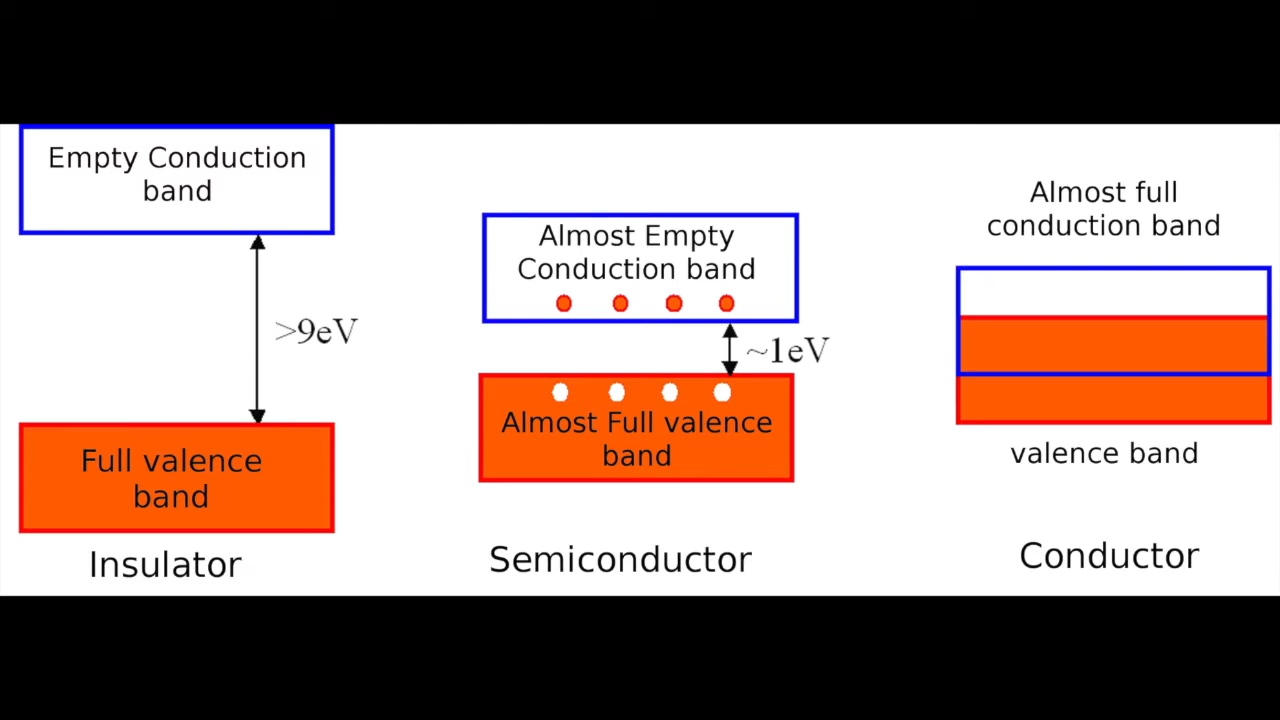 Empty Conduction
band
>9eV
Full valence
band
Insulator
Almost Empty
Conduction band
~1eV
Almost Full valence
band
Semiconductor
Almost full
conduction band
valence band
Conductor